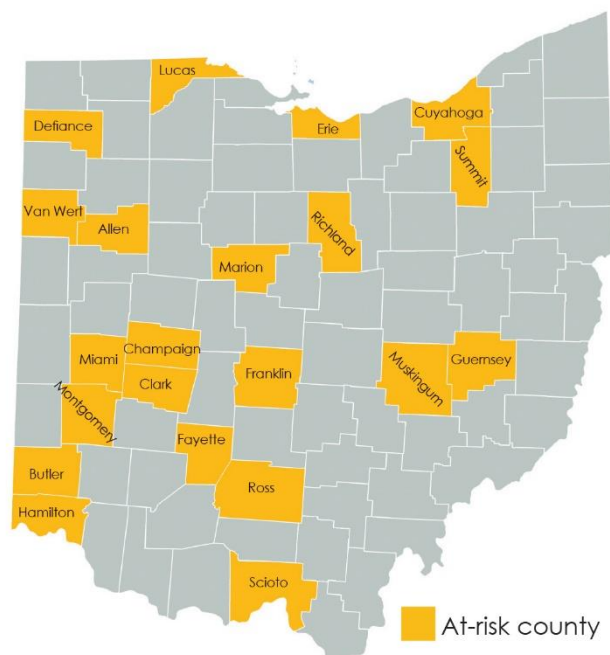 Lucas
Defiance
Erie
Cuyahoga
Summit
Van Wert
Allen
Richland
Marion
Miami
Champaign
Clark
Franklin
Muskingum
Guernsey
Montgomery
Fayette
Butler
Ross
Hamilton
Scioto
At-risk county